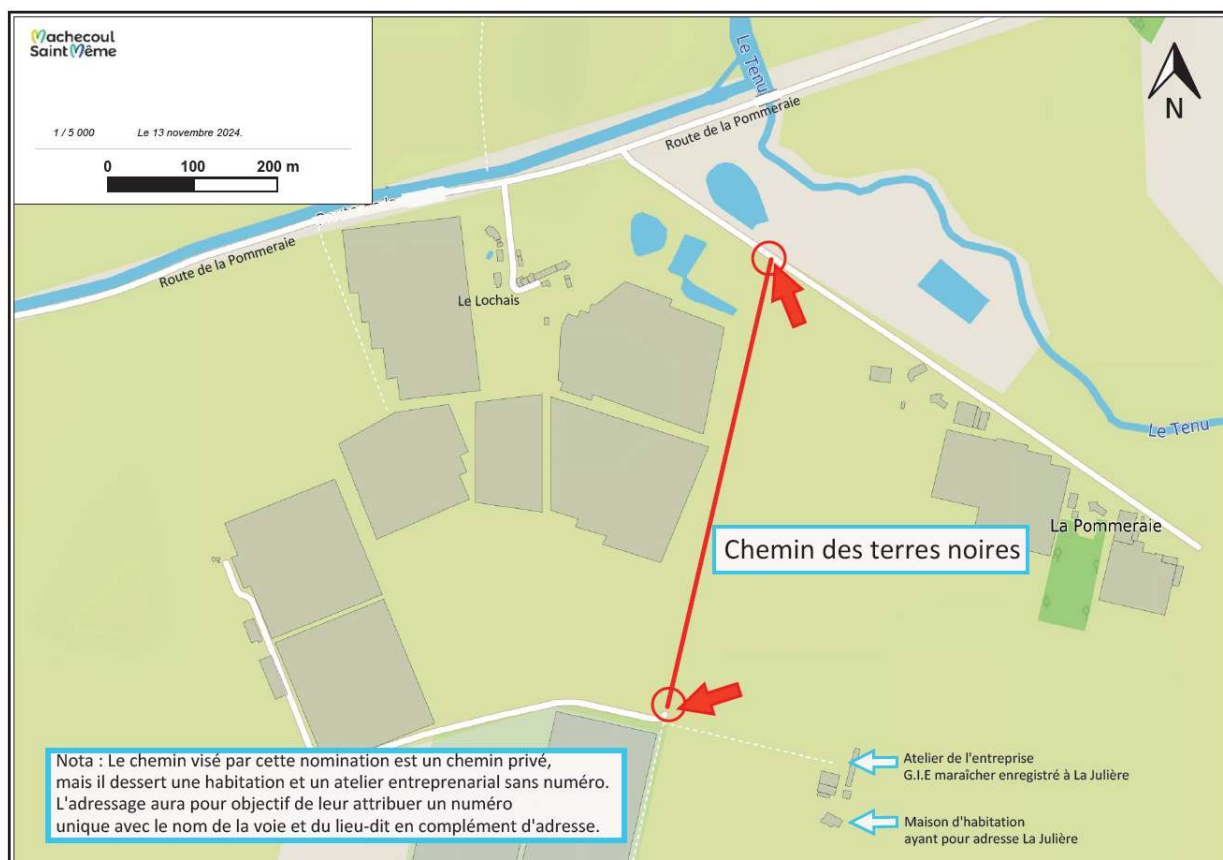 Machecoul
Saint Même
1 / 5 000 Le 13 novembre 2024.
0 100 200 m
N
Le Tenu
Route de la Pommeraie
Route de la Pommeraie
Le Lochais
Le Tenu
La Pommeraie
Chemin des terres noires
Nota : Le chemin visé par cette nomination est un chemin privé,
mais il dessert une habitation et un atelier entreprenarial sans numéro.
L'adressage aura pour objectif de leur attribuer un numéro
unique avec le nom de la voie et du lieu-dit en complément d'adresse.
Atelier de l'entreprise
G.I.E maraîcher enregistré à La Julière
Maison d'habitation
ayant pour adresse La Julière